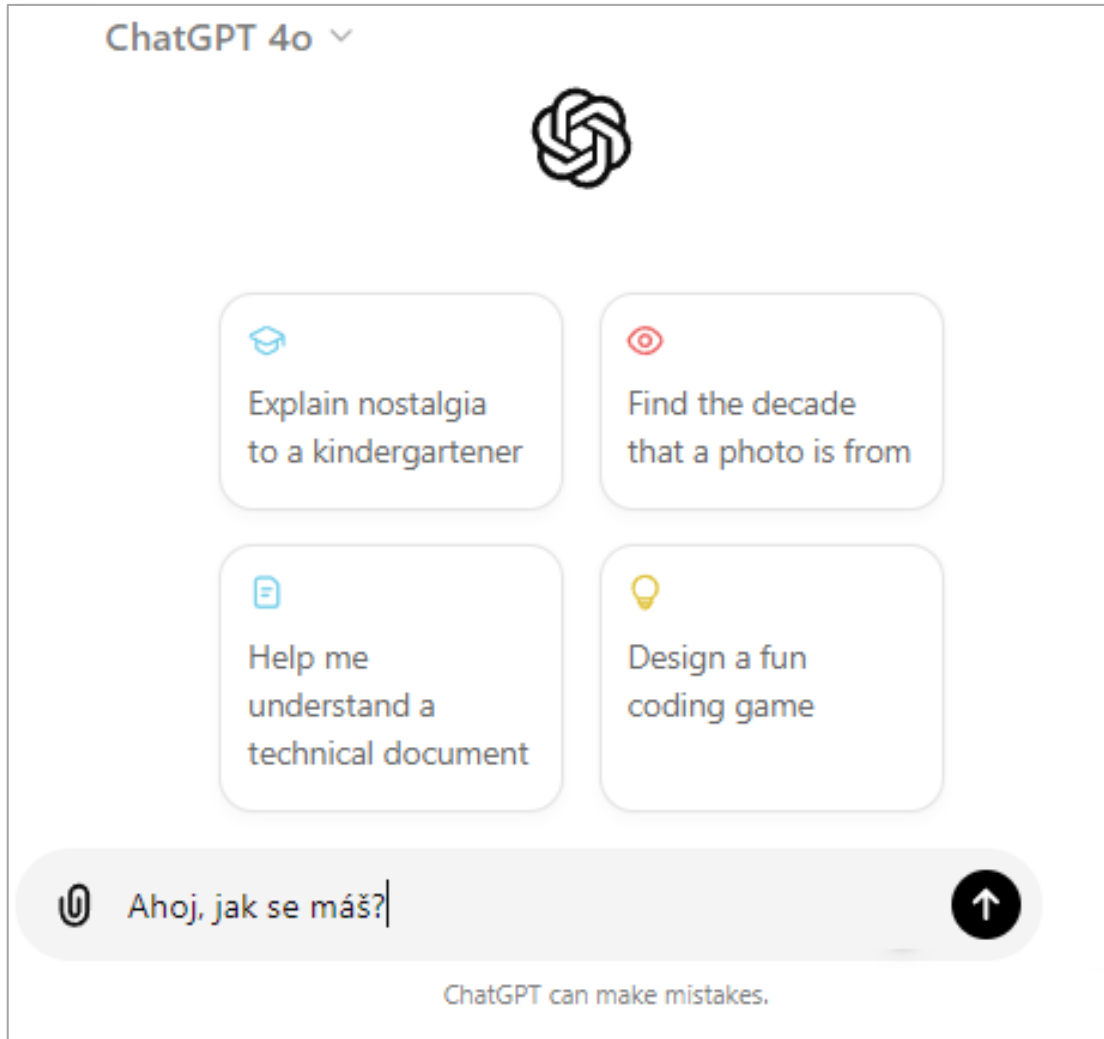 ChatGPT 4o
Explain nostalgia
to a kindergartener
Find the decade
that a photo is from
Help me
understand a
technical document
Design a fun
coding game
Ahoj, jak se máš?
ChatGPT can make mistakes.